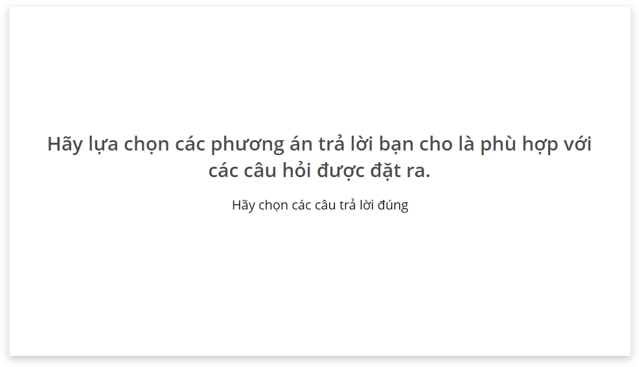 Hãy lựa chọn các phương án trả lời bạn cho là phù hợp với
các câu hỏi được đặt ra.
Hãy chọn các câu trả lời đúng